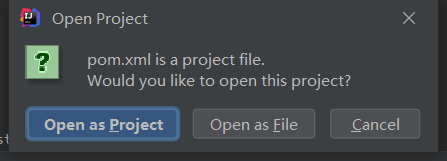 Open Project
pom.xml is a project file.
Would you like to open this project?
Open as Project
Open as File
Cancel